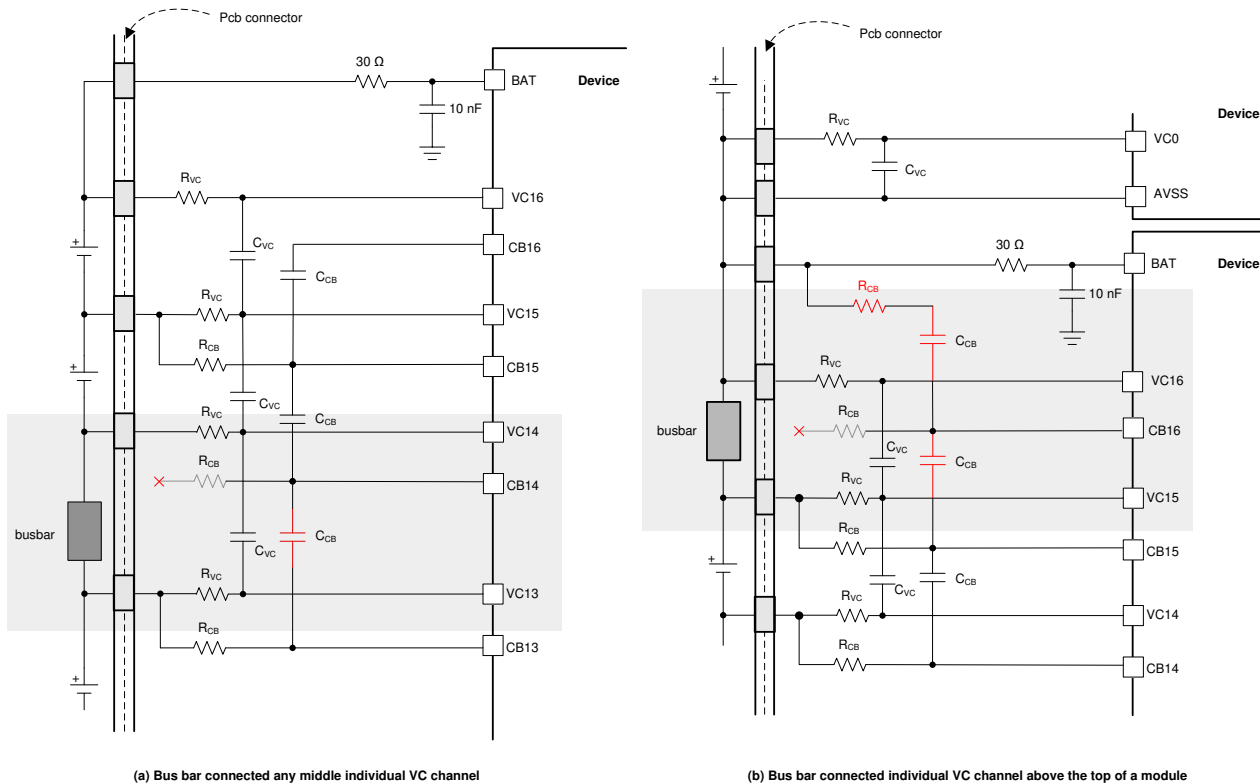 Pcb connector
30 Ω
BAT
Device
10 nF
RVC
VC16
CVC
CB16
CCB
RVC
VC15
RCB
CB15
CVC
RVC
CCB
VC14
RCB
CB14
busbar
CVC
CCB
RVC
VC13
RCB
CB13
(a) Bus bar connected any middle individual VC channel
Pcb connector
Device
RVC
VC0
CVC
AVSS
30 Ω
BAT
Device
RCB
10 nF
CCB
RVC
VC16
RCB
CB16
busbar
CVC
CCB
RVC
VC15
RCB
CB15
CVC
CCB
RVC
VC14
RCB
CB14
(b) Bus bar connected individual VC channel above the top of a module